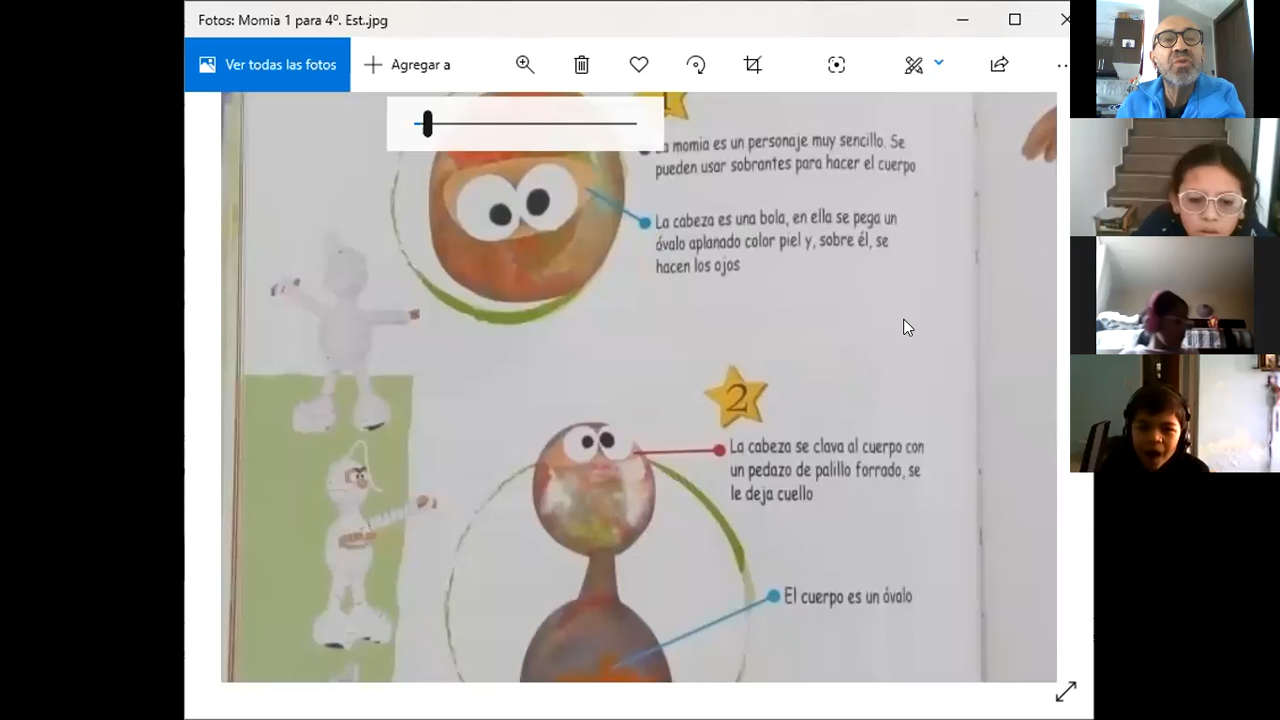 Fotos: Momia 1 para 4º. Est..jpg
Ver todas las fotos
Agregar a
1
La momia es un personaje muy sencillo. Se
pueden usar sobrantes para hacer el cuerpo
La cabeza es una bola, en ella se pega un
óvalo aplanado color piel y, sobre él, se
hacen los ojos
2
La cabeza se clava al cuerpo con
un pedazo de palillo forrado, se
le deja cuello
El cuerpo es un óvalo